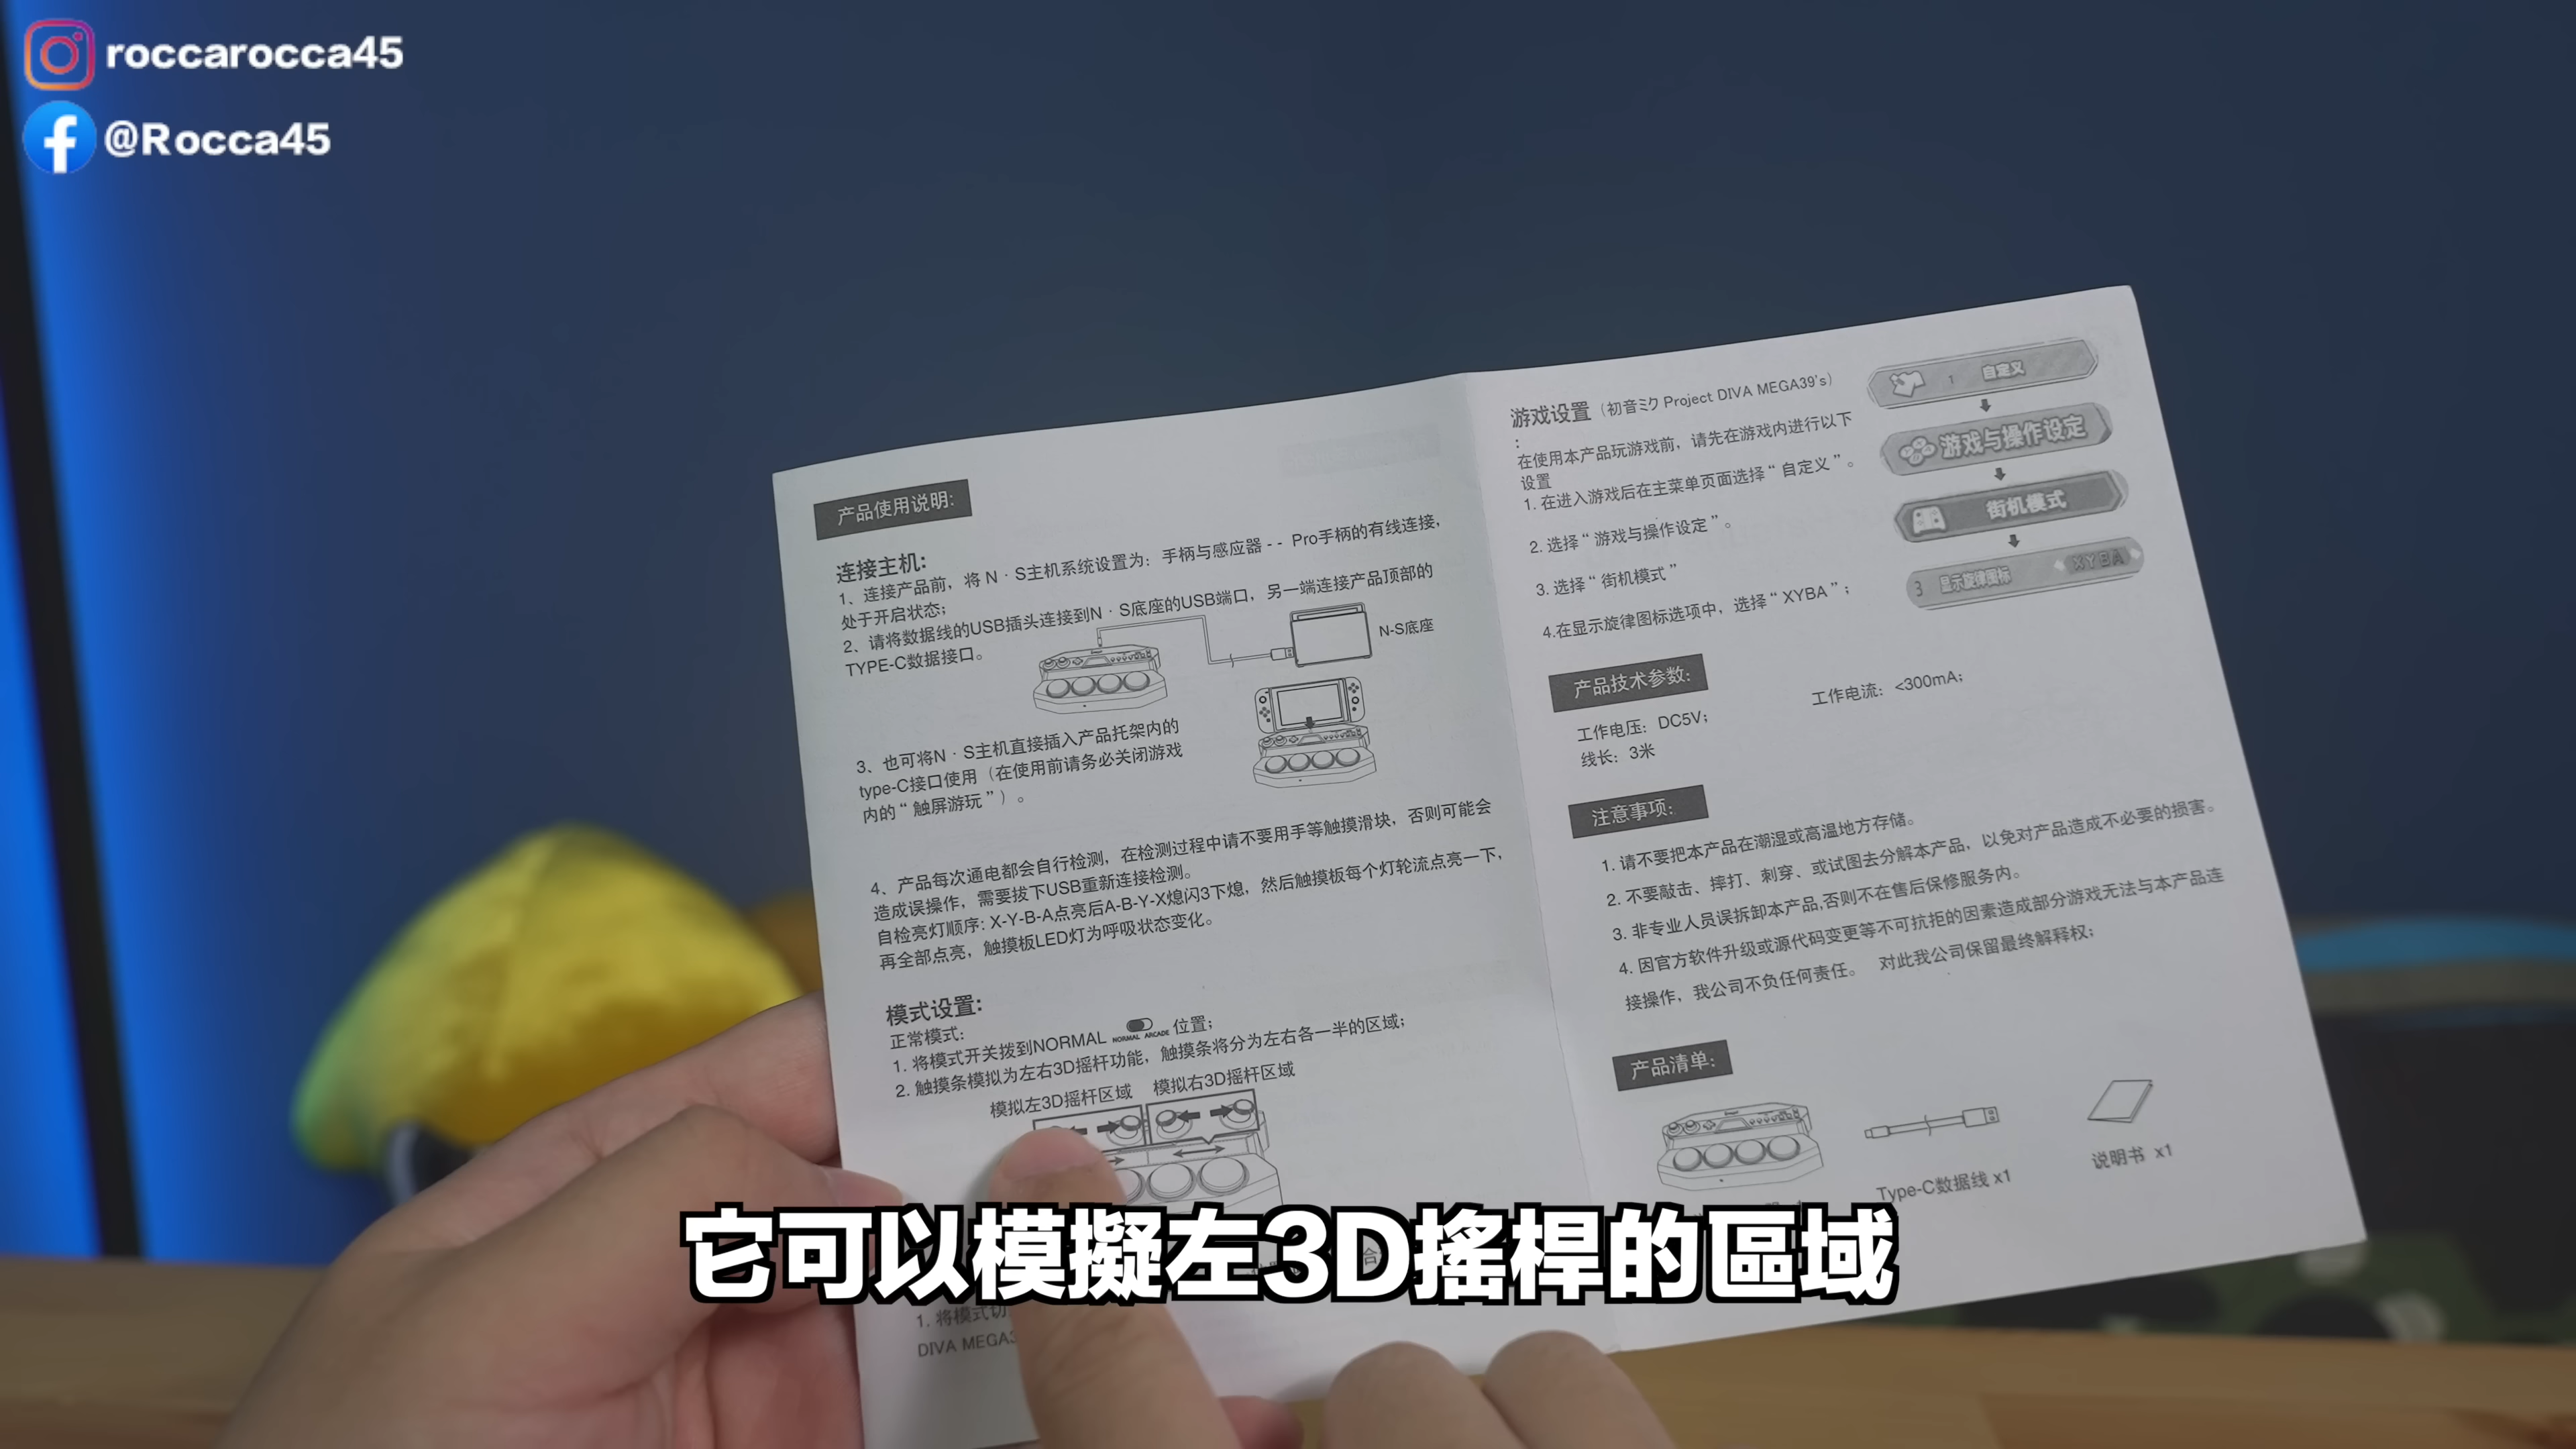 roccarocca45
@Rocca45
产品使用说明:
连接主机:
1、连接产品前，将 N · S主机系统设置为：手柄与感应器 - - Pro手柄的有线连接，
处于开启状态；
2、请将数据线的USB插头连接到N · S底座的USB端口，另一端连接产品顶部的
TYPE-C数据接口。
N-S底座
3、也可将N · S主机直接插入产品托架内的
type-C接口使用（在使用前请务必关闭游戏
内的“触屏游玩”）。
4、产品每次通电都会自行检测，在检测过程中请不要用手等触摸滑块，否则可能会
造成误操作，需要拔下USB重新连接检测。
自检亮灯顺序: X-Y-B-A点亮后A-B-Y-X熄闪3下熄，然后触摸板每个灯轮流点亮一下，
再全部点亮，触摸板LED灯为呼吸状态变化。
模式设置:
正常模式:
1. 将模式开关拨到NORMAL NORMAL ARCADE 位置；
2. 触摸条模拟为左右3D摇杆功能，触摸条将分为左右各一半的区域；
模拟左3D摇杆区域 模拟右3D摇杆区域
1. 将模式切
DIVA MEGA3
游戏设置（初音ミク Project DIVA MEGA39's）
:
在使用本产品玩游戏前，请先在游戏内进行以下
设置
1. 在进入游戏后在主菜单页面选择“自定义”。
2. 选择“游戏与操作设定”。
3. 选择“街机模式”
4.在显示旋律图标选项中，选择“XYBA”；
1 自定义
游戏与操作设定
街机模式
3 显示旋律图标 XYBA
产品技术参数:
工作电压：DC5V； 工作电流：<300mA；
线长：3米
注意事项:
1. 请不要把本产品在潮湿或高温地方存储。
2. 不要敲击、摔打、刺穿、或试图去分解本产品，以免对产品造成不必要的损害。
3. 非专业人员误拆卸本产品,否则不在售后保修服务内。
4. 因官方软件升级或源代码变更等不可抗拒的因素造成部分游戏无法与本产品连
接操作，我公司不负任何责任。 对此我公司保留最终解释权；
产品清单:
Type-C数据线 x1
说明书 x1
它可以模擬左3D搖桿的區域